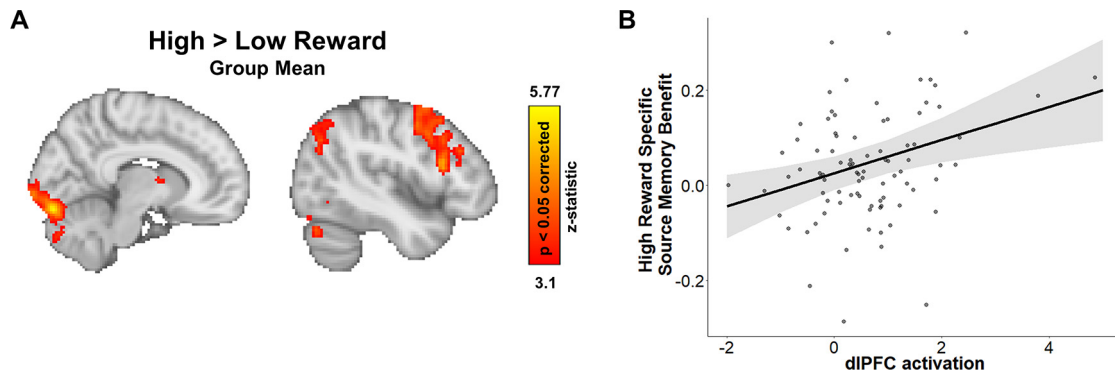 A
High > Low Reward
Group Mean
5.77
p < 0.05 corrected
z-statistic
3.1
B
High Reward Specific
Source Memory Benefit
0.2
0.0
-0.2
-2
0
2
4
dlPFC activation